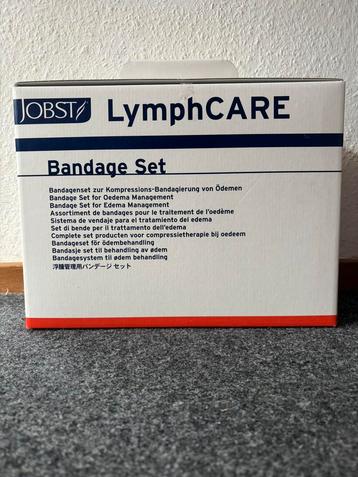 JOBST LymphCARE
Bandage Set
Bandagenset zur Kompressions-Bandagierung von Ödemen
Bandage Set for Oedema Management
Bandage Set for Edema Management
Assortiment de bandages pour le traitement de l'oedème
Sistema de vendaje para el tratamiento del edema
Set di bende per il trattamento dell'edema
Complete set producten voor compressietherapie bij oedeem
Bandageset för ödembehandling
Bandasje set til behandling av ødem
Bandagesystem til ødem behandling
浮腫管理用バンデージ セット